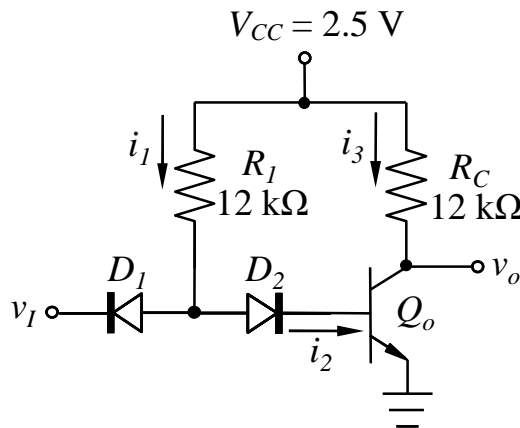 V_CC = 2.5 V
i_1
R_1
12 kΩ
i_3
R_C
12 kΩ
D_1
D_2
v_I
v_o
i_2
Q_o